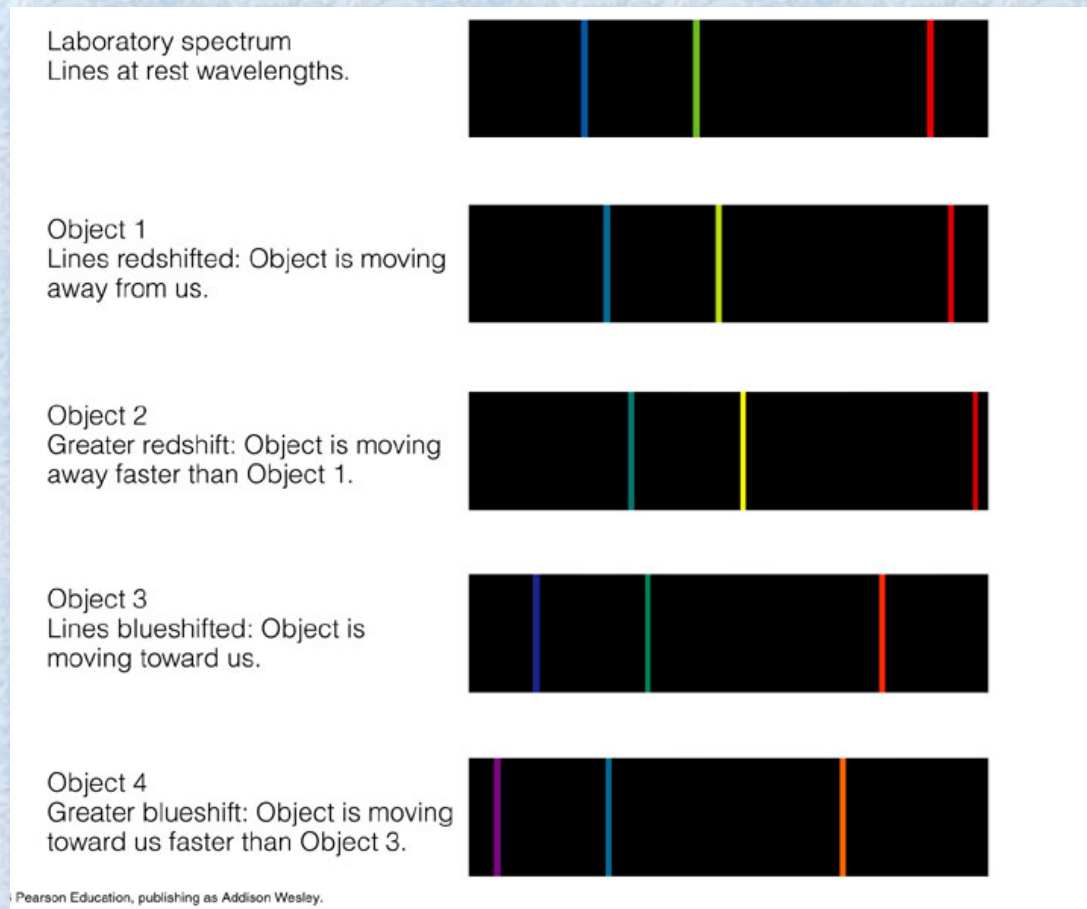 Laboratory spectrum
Lines at rest wavelengths.
Object 1
Lines redshifted: Object is moving
away from us.
Object 2
Greater redshift: Object is moving
away faster than Object 1.
Object 3
Lines blueshifted: Object is
moving toward us.
Object 4
Greater blueshift: Object is moving
toward us faster than Object 3.
Pearson Education, publishing as Addison Wesley.